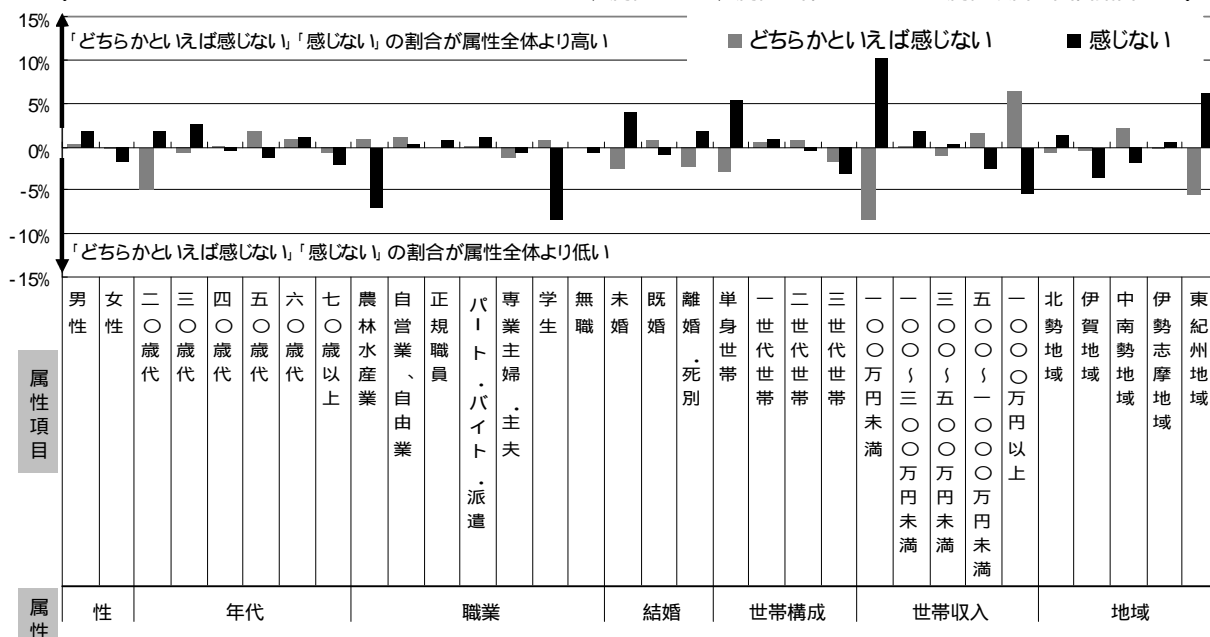 15%
「どちらかといえば感じない」「感じない」の割合が属性全体より高い
どちらかといえば感じない
感じない
10%
5%
0%
-5%
-10%
「どちらかといえば感じない」「感じない」の割合が属性全体より低い
-15%
属性項目
男性
女性
二〇歳代
三〇歳代
四〇歳代
五〇歳代
六〇歳代
七〇歳以上
農林水産業
自営業、自由業
正規職員
パート・バイト・派遣
専業主婦・主夫
学生
無職
未婚
既婚
離婚・死別
単身世帯
一世代世帯
二世代世帯
三世代世帯
一〇〇万円未満
一〇〇～三〇〇万円未満
三〇〇～五〇〇万円未満
五〇〇～一〇〇〇万円未満
一〇〇〇万円以上
北勢地域
伊賀地域
中南勢地域
伊勢志摩地域
東紀州地域
属性
性
年代
職業
結婚
世帯構成
世帯収入
地域